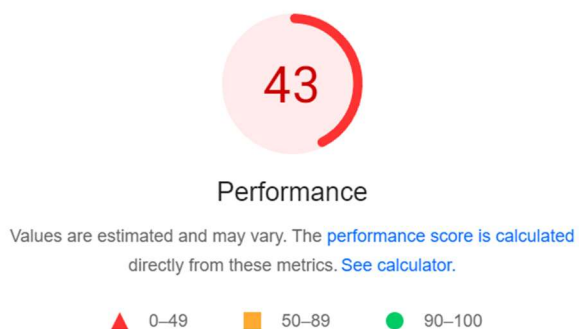 43
Performance
Values are estimated and may vary. The performance score is calculated
directly from these metrics. See calculator.
0–49 50–89 90–100